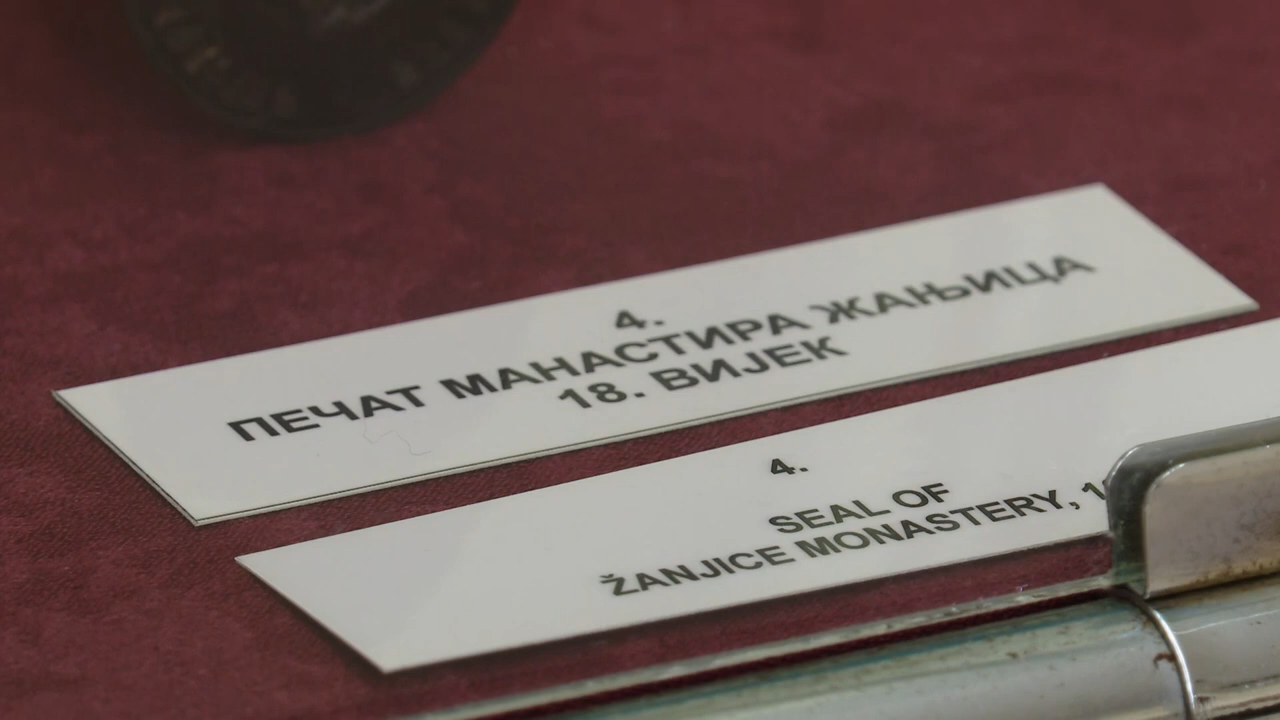 4.
ПЕЧАТ МАНАСТИРА ЖАЊИЦА
18. ВИЈЕК
4.
SEAL OF
ŽANJICE MONASTERY,